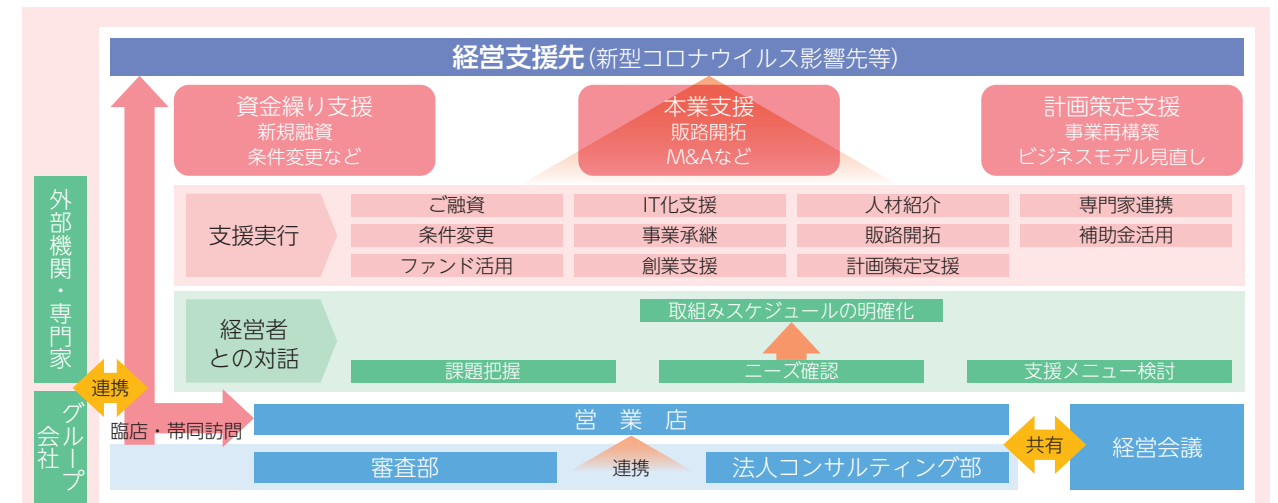 経営支援先(新型コロナウイルス影響先等)
資金繰り支援
新規融資
条件変更など
本業支援
販路開拓
M&Aなど
計画策定支援
事業再構築
ビジネスモデル見直し
外部機関・専門家
支援実行
ご融資
IT化支援
人材紹介
専門家連携
条件変更
事業承継
販路開拓
補助金活用
ファンド活用
創業支援
計画策定支援
経営者
との対話
取組みスケジュールの明確化
課題把握
ニーズ確認
支援メニュー検討
連携
グループ
会社
臨店・帯同訪問
営業店
審査部
連携
法人コンサルティング部
共有
経営会議